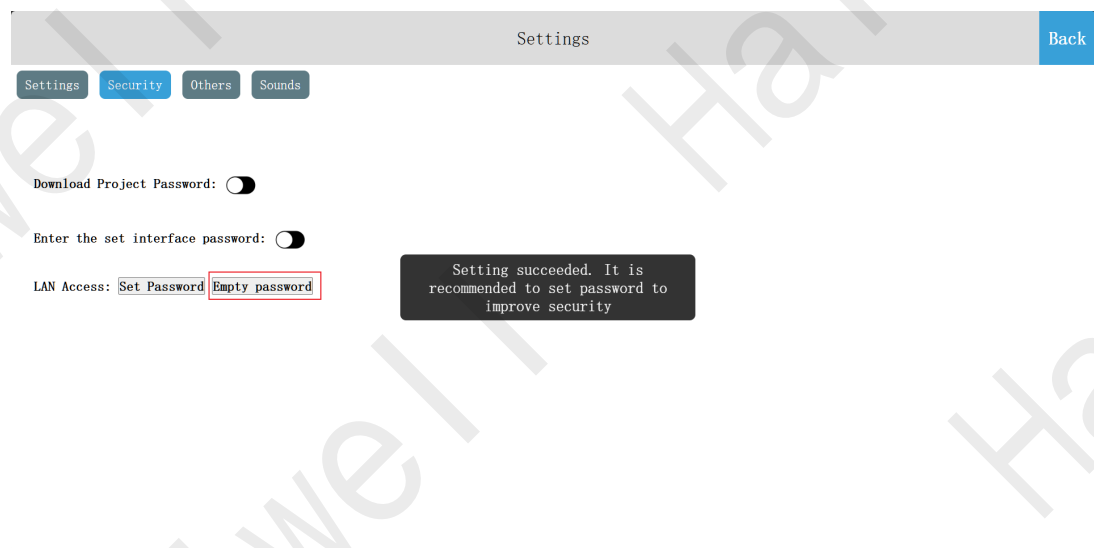 Settings
Back
Settings Security Others Sounds
Download Project Password:
Enter the set interface password:
LAN Access: Set Password Empty password
Setting succeeded. It is
recommended to set password to
improve security